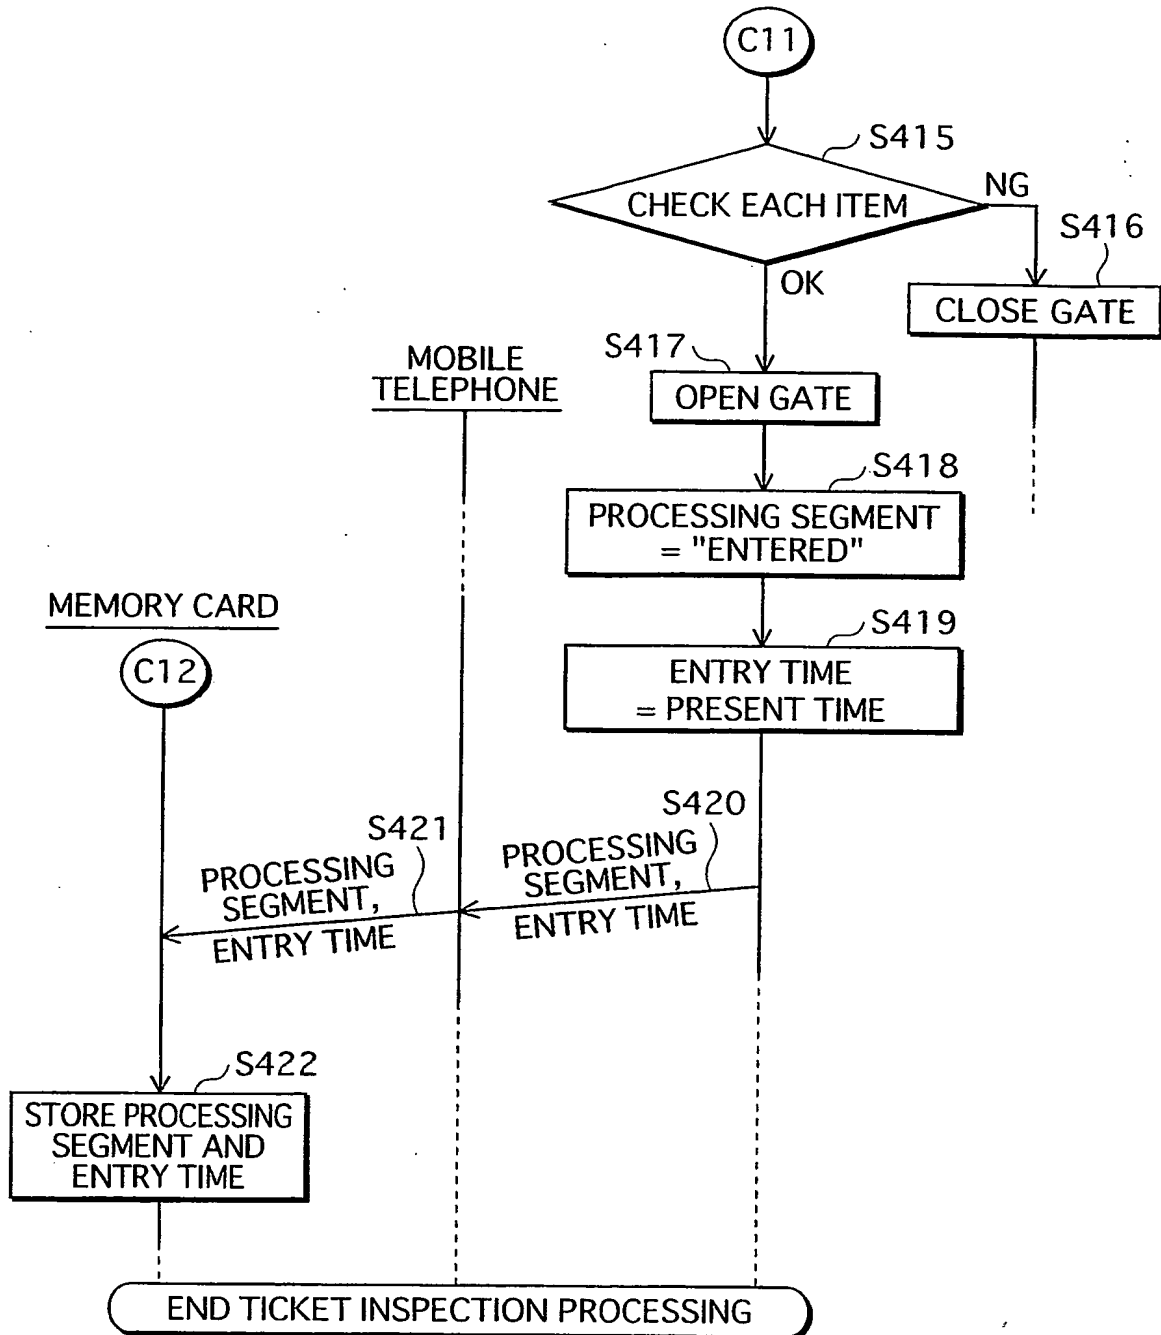 C11
S415
CHECK EACH ITEM
NG
S416
CLOSE GATE
OK
S417
OPEN GATE
MOBILE
TELEPHONE
S418
PROCESSING SEGMENT
= "ENTERED"
MEMORY CARD
C12
S419
ENTRY TIME
= PRESENT TIME
S420
PROCESSING
SEGMENT,
ENTRY TIME
S421
PROCESSING
SEGMENT,
ENTRY TIME
S422
STORE PROCESSING
SEGMENT AND
ENTRY TIME
END TICKET INSPECTION PROCESSING